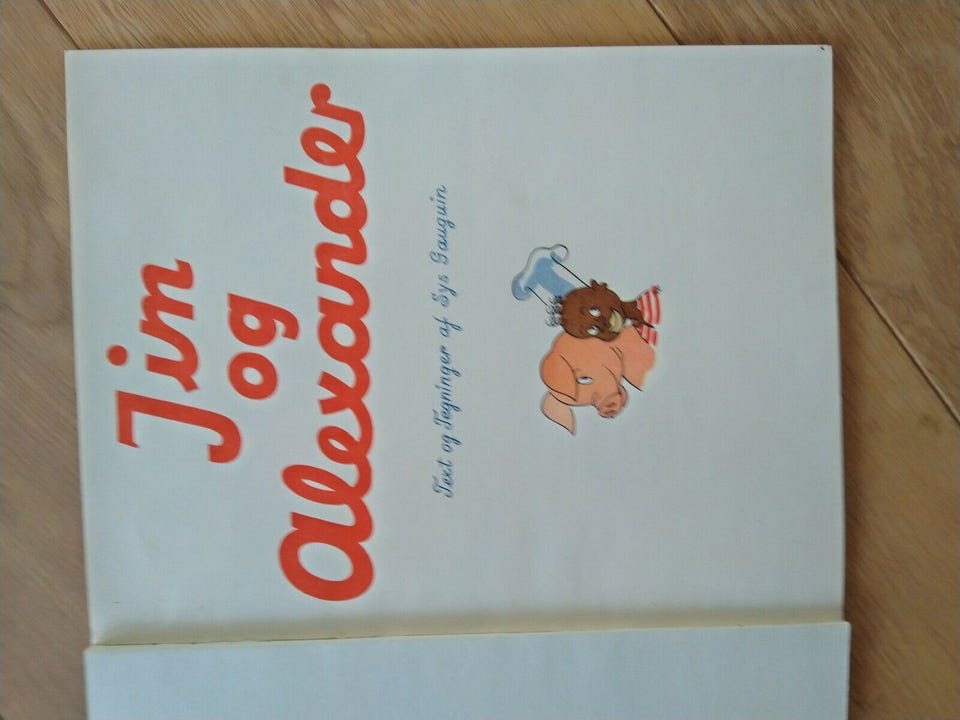 Jim
og
Alexander
Text og Tegninger af Sys Gauguin